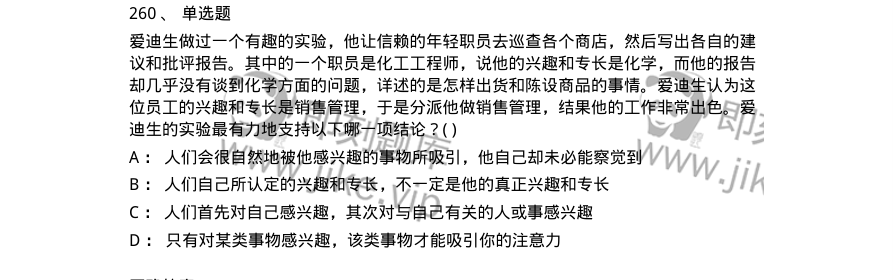 260 、 单选题
爱迪生做过一个有趣的实验，他让信赖的年轻职员去巡查各个商店，然后写出各自的建
议和批评报告。其中的一个职员是化工工程师，说他的兴趣和专长是化学，而他的报告
却几乎没有谈到化学方面的问题，详述的是怎样出货和陈设商品的事情。 爱迪生认为这
位员工的兴趣和专长是销售管理，于是分派他做销售管理，结果他的工作非常出色。爱
迪生的实验最有力地支持以下哪一项结论？( )
A ： 人们会很自然地被他感兴趣的事物所吸引，他自己却未必能察觉到
B ： 人们自己所认定的兴趣和专长，不一定是他的真正兴趣和专长
C ： 人们首先对自己感兴趣，其次对与自己有关的人或事感兴趣
D ： 只有对某类事物感兴趣，该类事物才能吸引你的注意力
即刻题库
www.jike.vip
即刻
www.jik